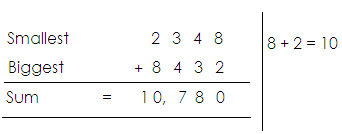 Smallest 2 3 4 8
Biggest + 8 4 3 2
Sum = 1 0, 7 8 0
8 + 2 = 10